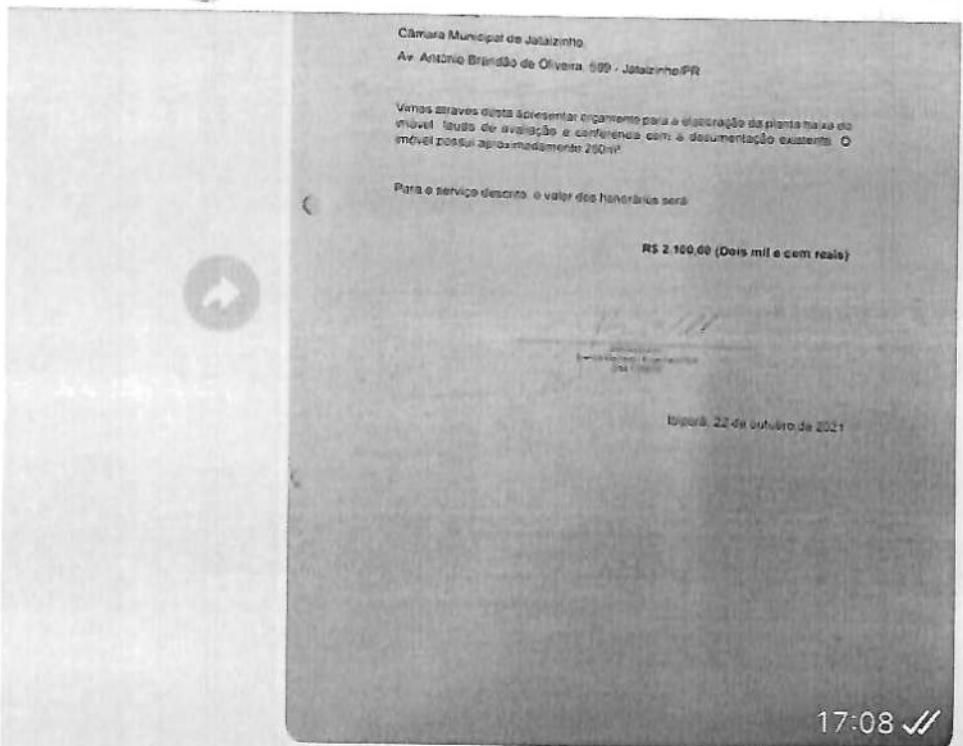 Câmara Municipal de Jataizinho
Av. Antônio Brandão de Oliveira, 599 - Jataizinho/PR
Vimos através desta apresentar orçamento para a elaboração da planta baixa do
imóvel, laudo de avaliação e conferência com a documentação existente. O
imóvel possui aproximadamente 260m².
Para o serviço descrito, o valor dos honorários será:
R$ 2.100,00 (Dois mil e cem reais)
Ibiporã, 22 de outubro de 2021
17:08